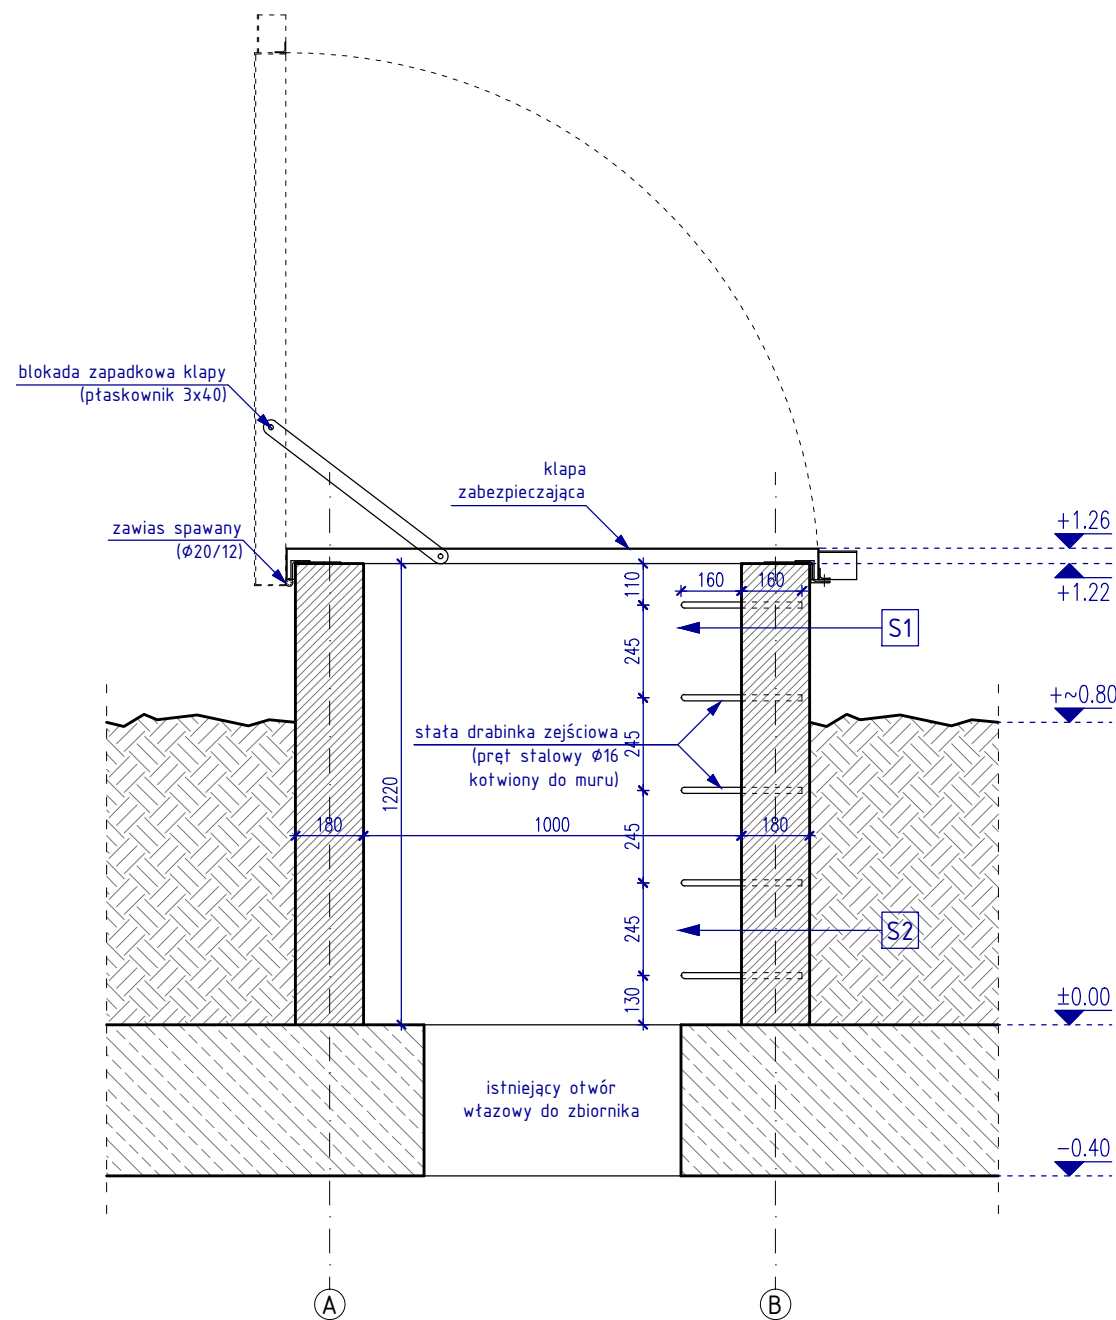 blokada zapadkowa klapy
(płaskownik 3x40)
klapa
zabezpieczająca
zawias spawany
(Φ20/12)
+1.26
+1.22
110
160
160
S1
245
+~0.80
stała drabinka zejściowa
(pręt stalowy Φ16
kotwiony do muru)
245
1220
180
1000
180
245
245
S2
130
±0.00
istniejący otwór
włazowy do zbiornika
-0.40
A
B